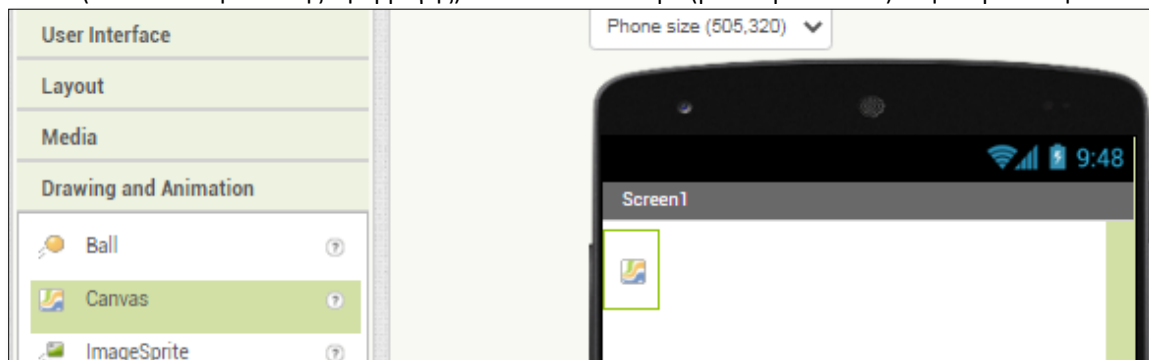 User Interface
Layout
Media
Drawing and Animation
Ball
Canvas
ImageSprite
Phone size (505,320)
9:48
Screen1